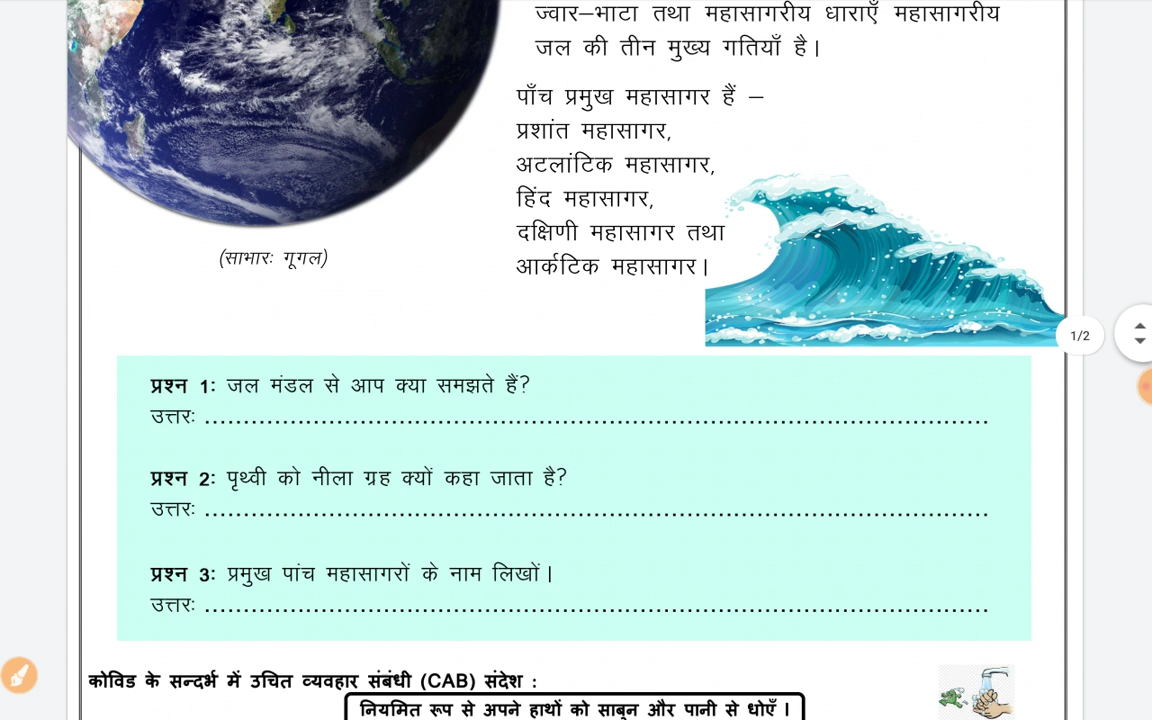 ज्वार–भाटा तथा महासागरीय धाराएँ महासागरीय
जल की तीन मुख्य गतियाँ है।
पाँच प्रमुख महासागर हैं –
प्रशांत महासागर,
अटलांटिक महासागर,
हिंद महासागर,
दक्षिणी महासागर तथा
आर्कटिक महासागर।
(साभारः गूगल)
1/2
प्रश्न 1: जल मंडल से आप क्या समझते हैं?
उत्तरः ....................................................................................................
प्रश्न 2: पृथ्वी को नीला ग्रह क्यों कहा जाता है?
उत्तरः ....................................................................................................
प्रश्न 3: प्रमुख पांच महासागरों के नाम लिखों।
उत्तरः ....................................................................................................
कोविड के सन्दर्भ में उचित व्यवहार संबंधी (CAB) संदेश :
नियमित रूप से अपने हाथों को साबुन और पानी से धोएँ ।